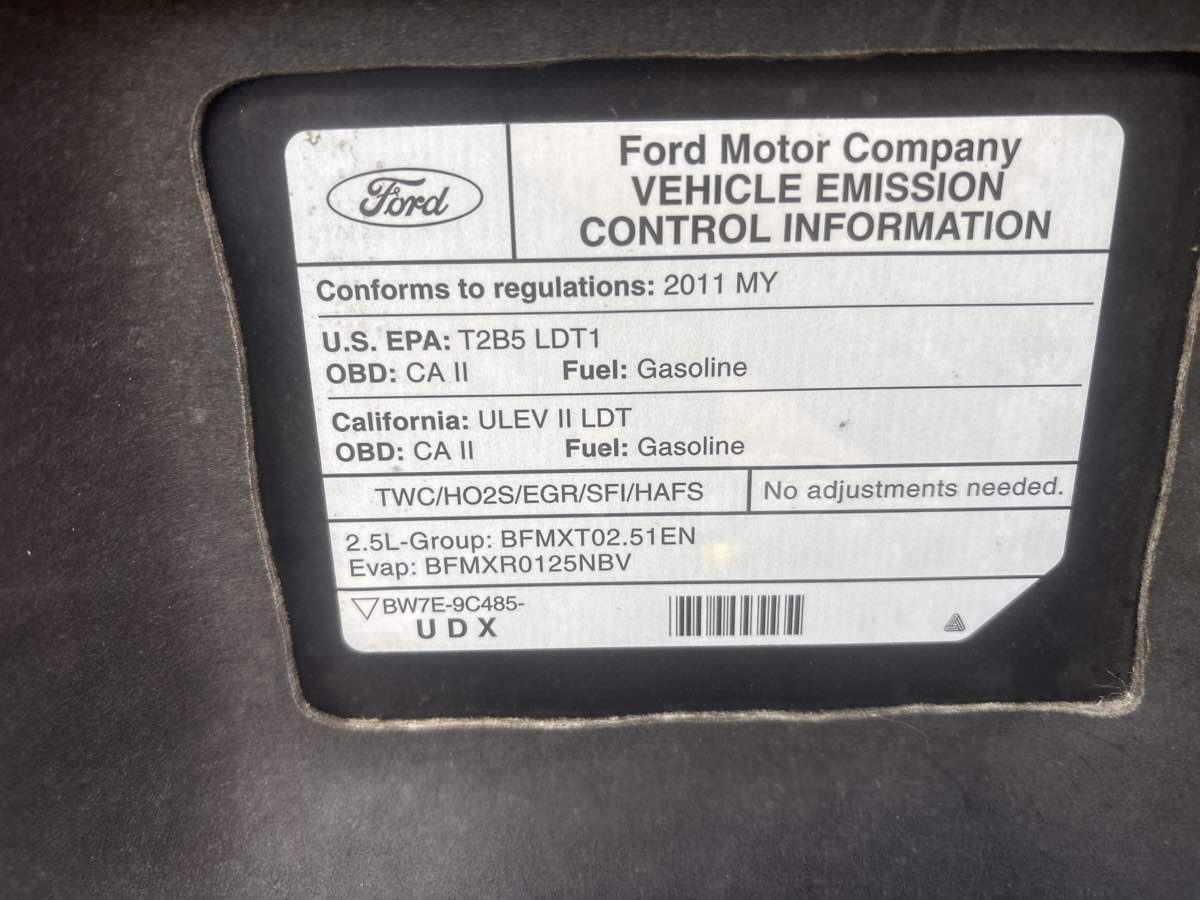 Ford
Ford Motor Company
VEHICLE EMISSION
CONTROL INFORMATION
Conforms to regulations: 2011 MY
U.S. EPA: T2B5 LDT1
OBD: CA II Fuel: Gasoline
California: ULEV II LDT
OBD: CA II Fuel: Gasoline
TWC/HO2S/EGR/SFI/HAFS No adjustments needed.
2.5L-Group: BFMXT02.51EN
Evap: BFMXR0125NBV
BW7E-9C485-
U D X